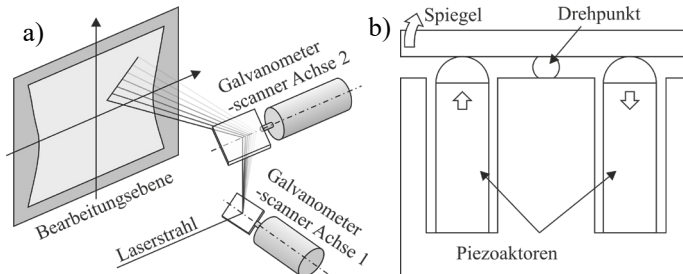 a)
Galvanometer
-scanner Achse 2
Bearbeitungsebene
Laserstrahl
Galvanometer
-scanner Achse 1
b)
Spiegel
Drehpunkt
Piezoaktoren